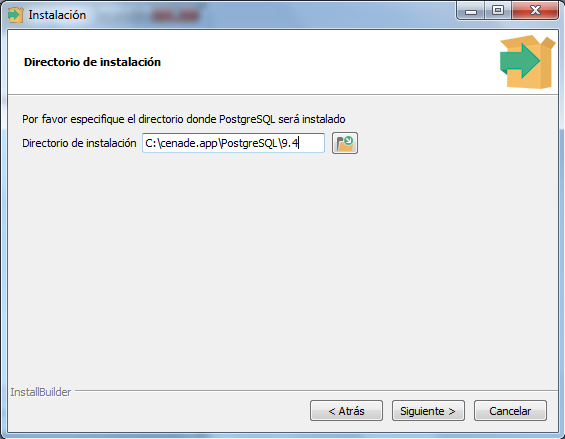 Instalación
Directorio de instalación
Por favor especifique el directorio donde PostgreSQL será instalado
Directorio de instalación C:\cenade.app\PostgreSQL\9.4
InstallBuilder
< Atrás Siguiente > Cancelar